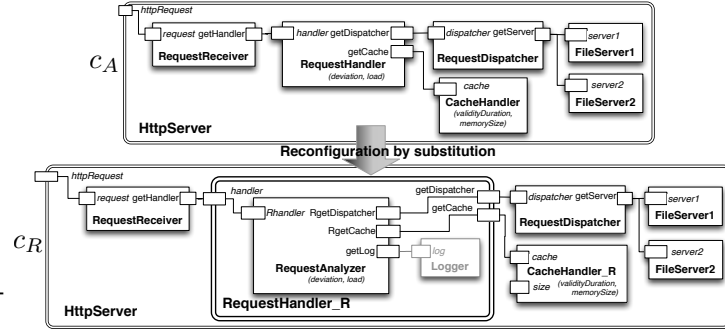 httpRequest
request getHandler
RequestReceiver
handler getDispatcher
getCache
RequestHandler
(deviation, load)
dispatcher getServer
RequestDispatcher
server1
FileServer1
server2
FileServer2
cache
CacheHandler
(validityDuration,
memorySize)
c_A
HttpServer
Reconfiguration by substitution
httpRequest
request getHandler
RequestReceiver
handler
Rhandler RgetDispatcher
RgetCache
getLog
RequestAnalyzer
(deviation, load)
log
Logger
getDispatcher
getCache
RequestHandler_R
dispatcher getServer
RequestDispatcher
server1
FileServer1
server2
FileServer2
cache
CacheHandler_R
size (validityDuration,
memorySize)
c_R
HttpServer